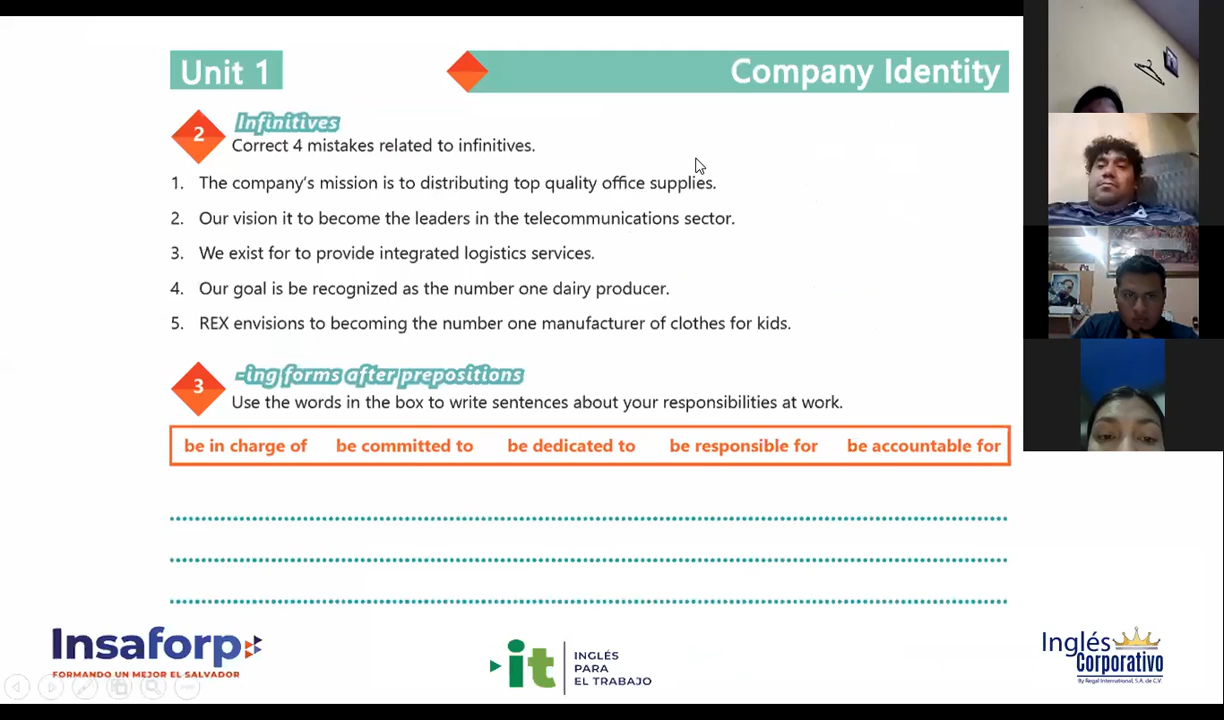 Unit 1
Company Identity
2
Infinitives
Correct 4 mistakes related to infinitives.
1. The company's mission is to distributing top quality office supplies.
2. Our vision it to become the leaders in the telecommunications sector.
3. We exist for to provide integrated logistics services.
4. Our goal is be recognized as the number one dairy producer.
5. REX envisions to becoming the number one manufacturer of clothes for kids.
3
-ing forms after prepositions
Use the words in the box to write sentences about your responsibilities at work.
be in charge of be committed to be dedicated to be responsible for be accountable for
Insaforp
FORMANDO UN MEJOR EL SALVADOR
it
INGLÉS
PARA
EL TRABAJO
Inglés
Corporativo
By Regal International, S.A. de C.V.